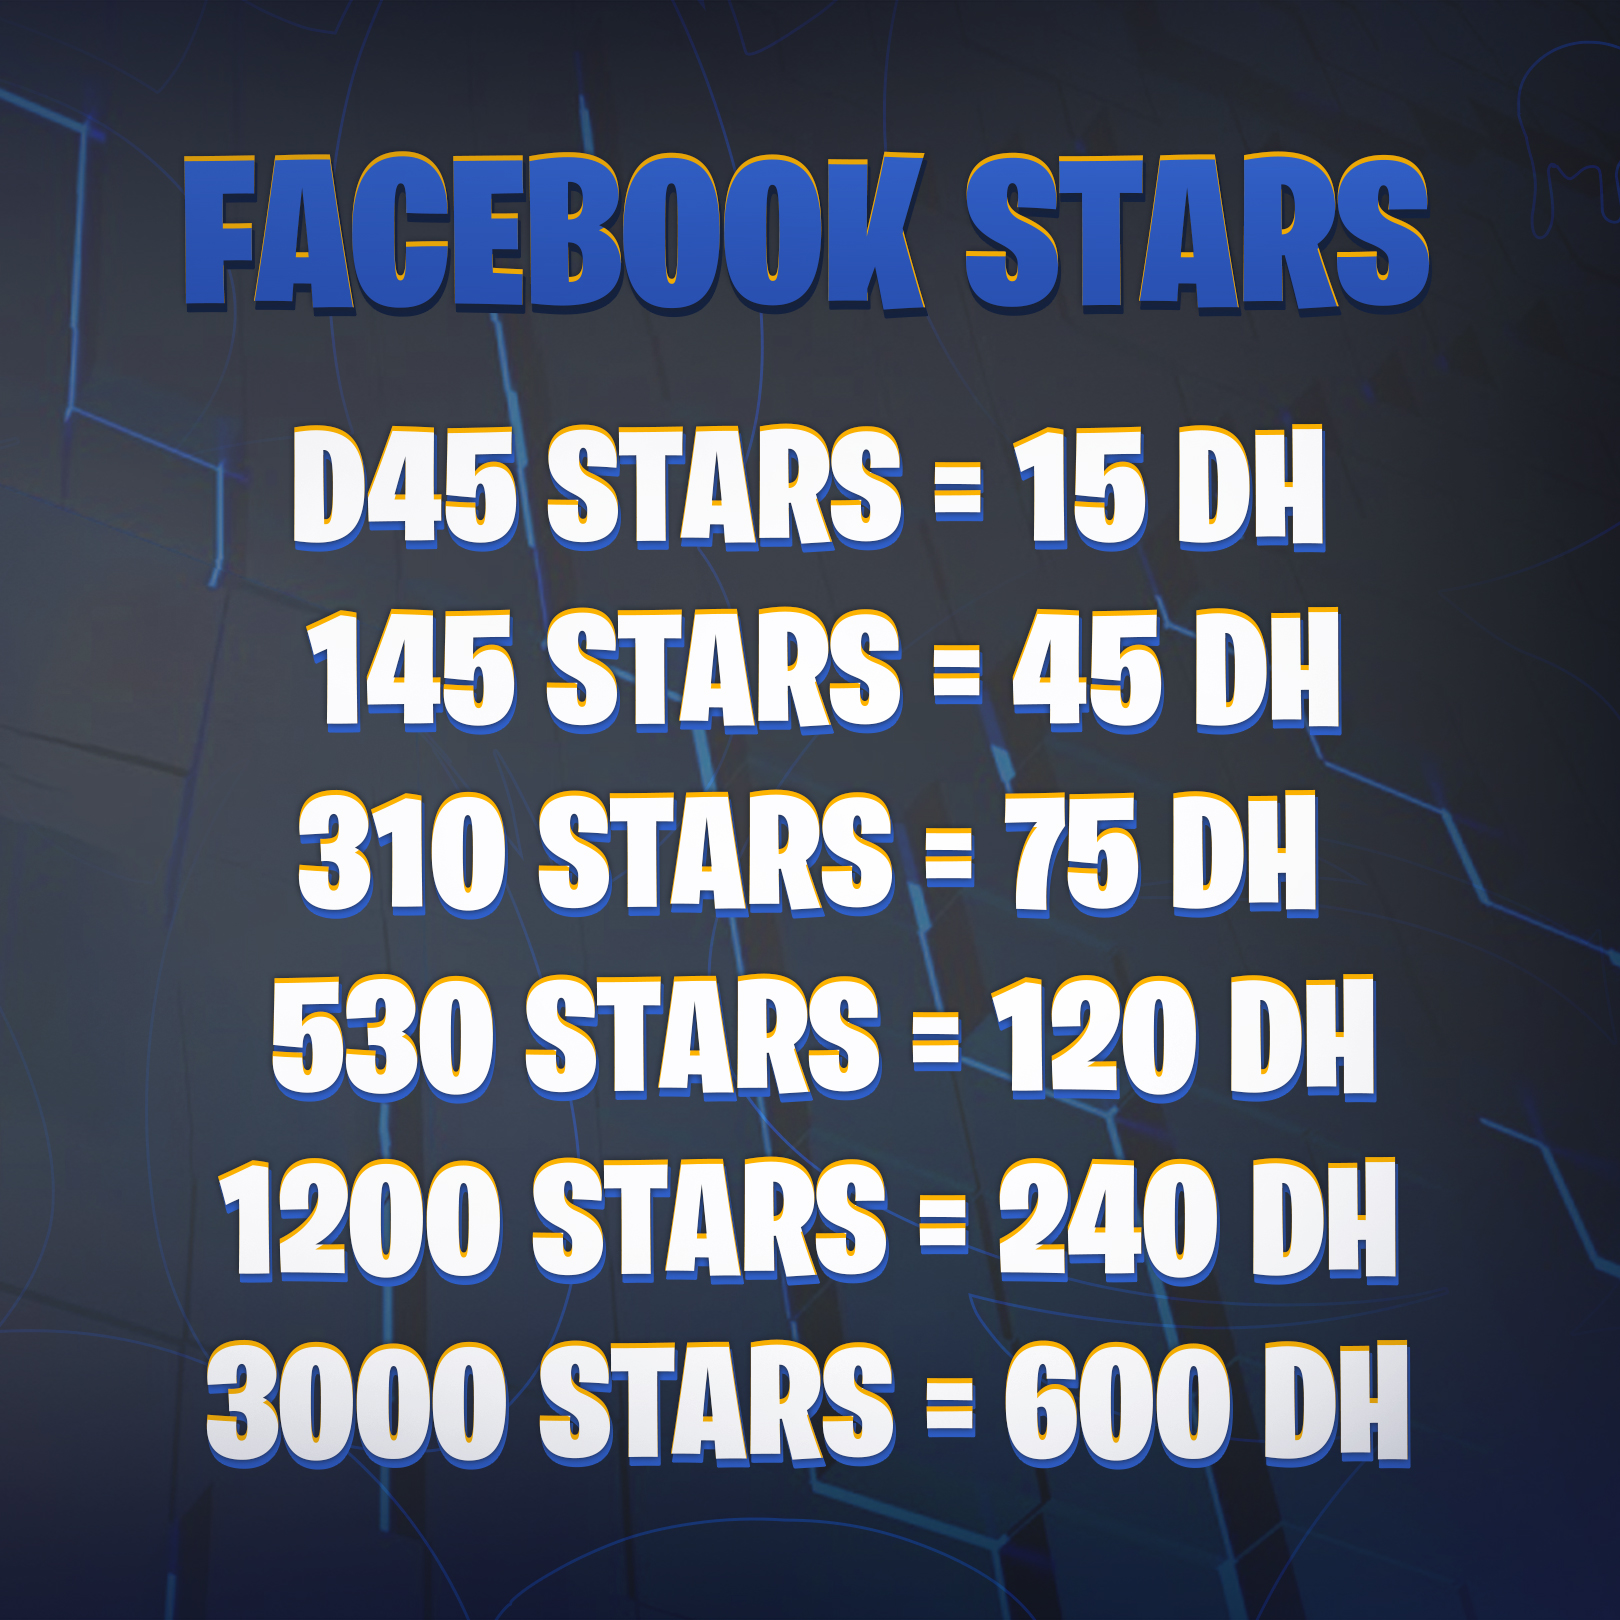 FACEBOOK STARS
D45 STARS = 15 DH
145 STARS = 45 DH
310 STARS = 75 DH
530 STARS = 120 DH
1200 STARS = 240 DH
3000 STARS = 600 DH